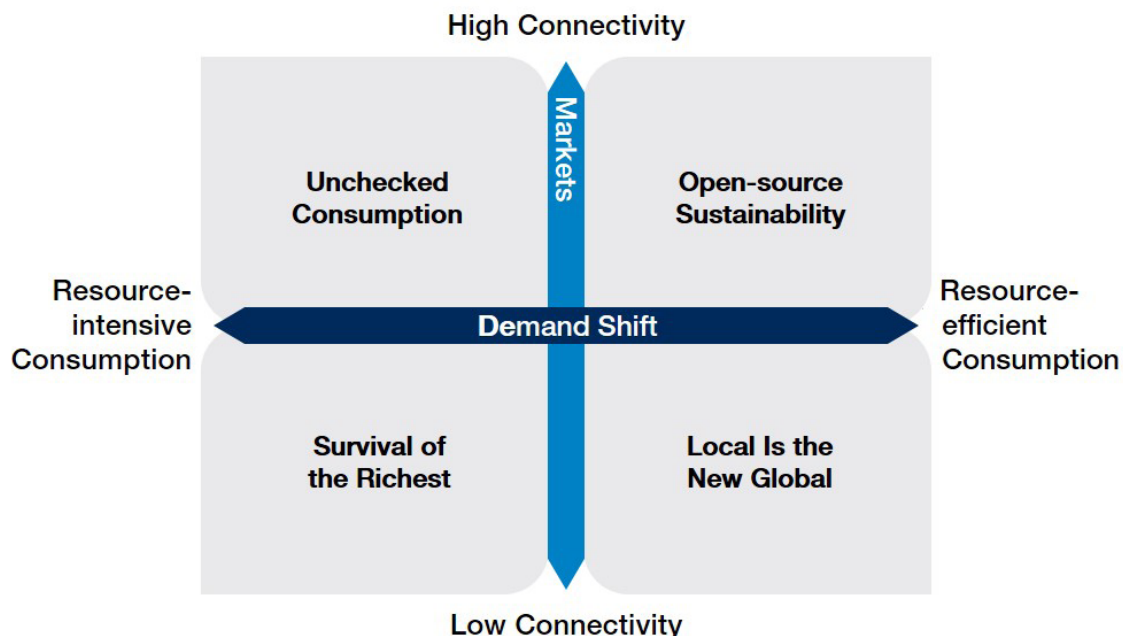 High Connectivity
Markets
Unchecked
Consumption
Open-source
Sustainability
Resource-
intensive
Consumption
Demand Shift
Resource-
efficient
Consumption
Survival of
the Richest
Local Is the
New Global
Low Connectivity